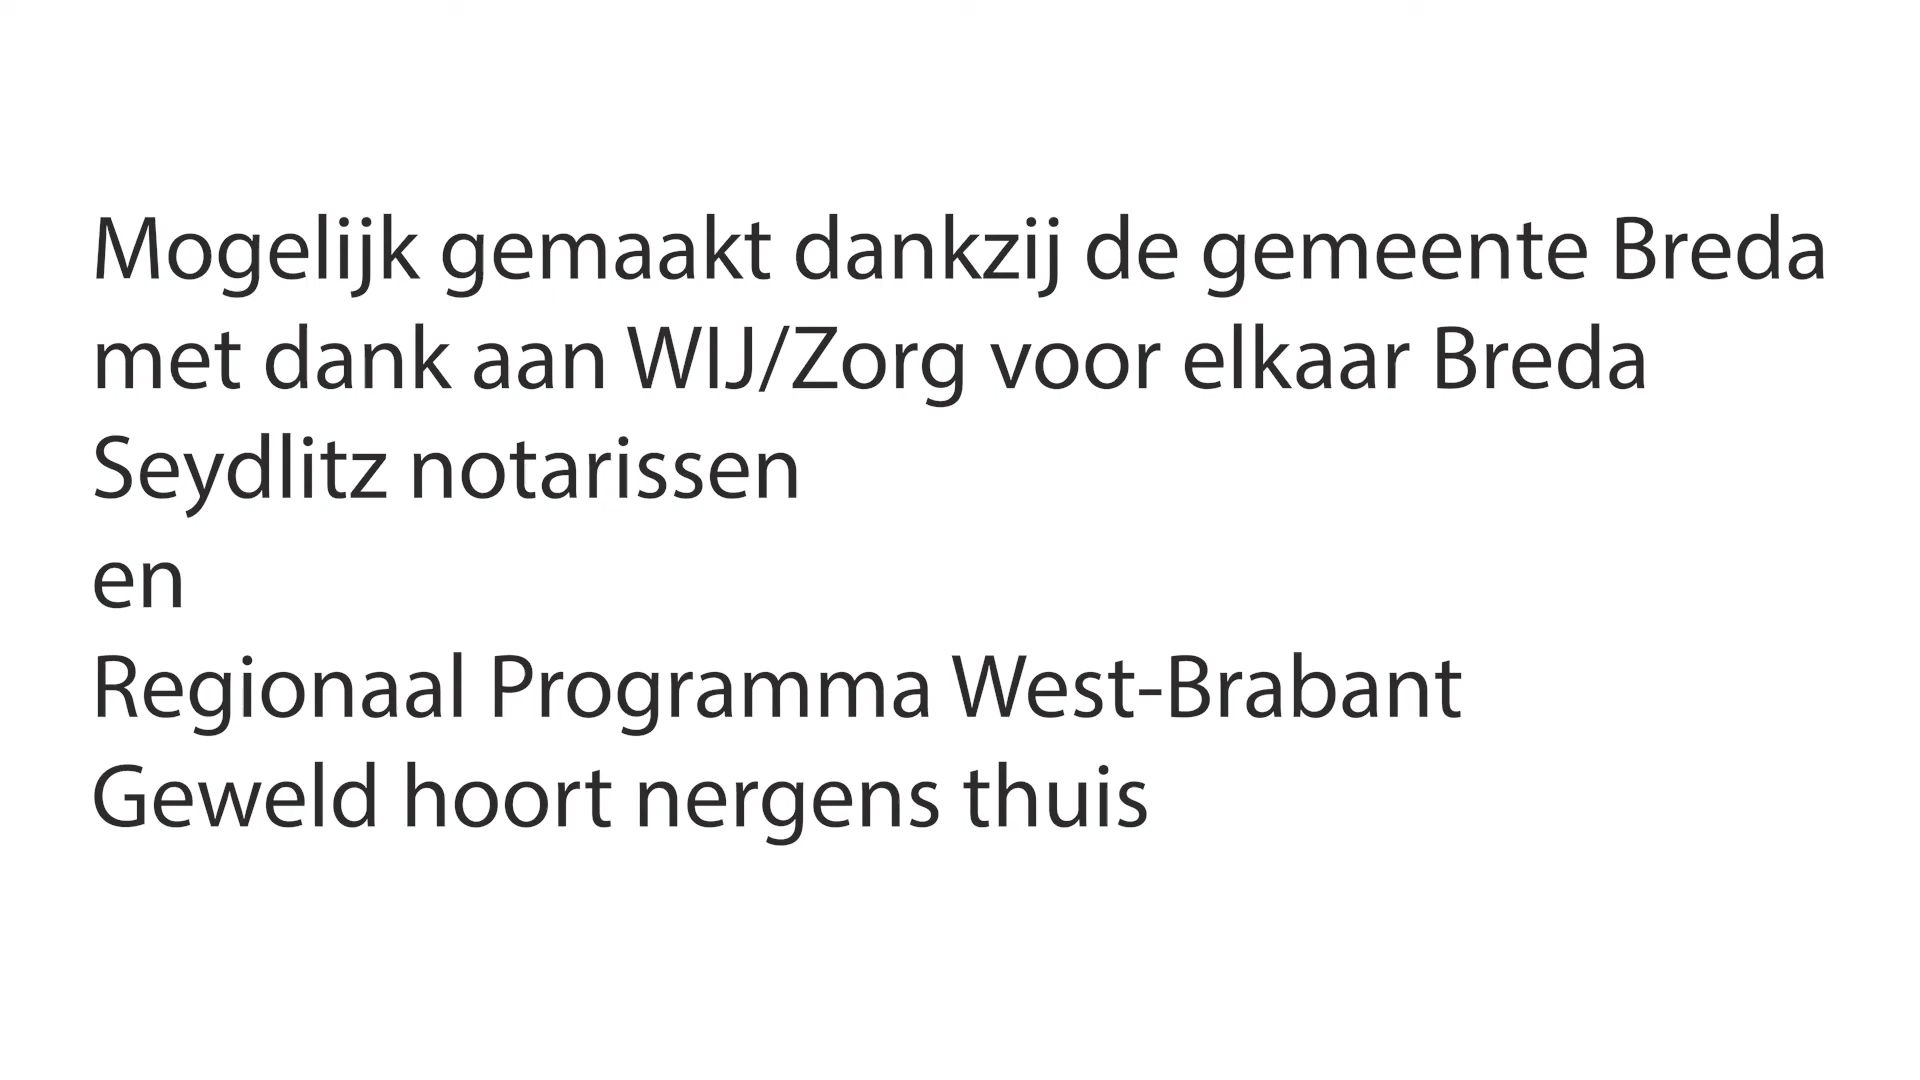 Mogelijk gemaakt dankzij de gemeente Breda
met dank aan WIJ/Zorg voor elkaar Breda
Seydlitz notarissen
en
Regionaal Programma West-Brabant
Geweld hoort nergens thuis